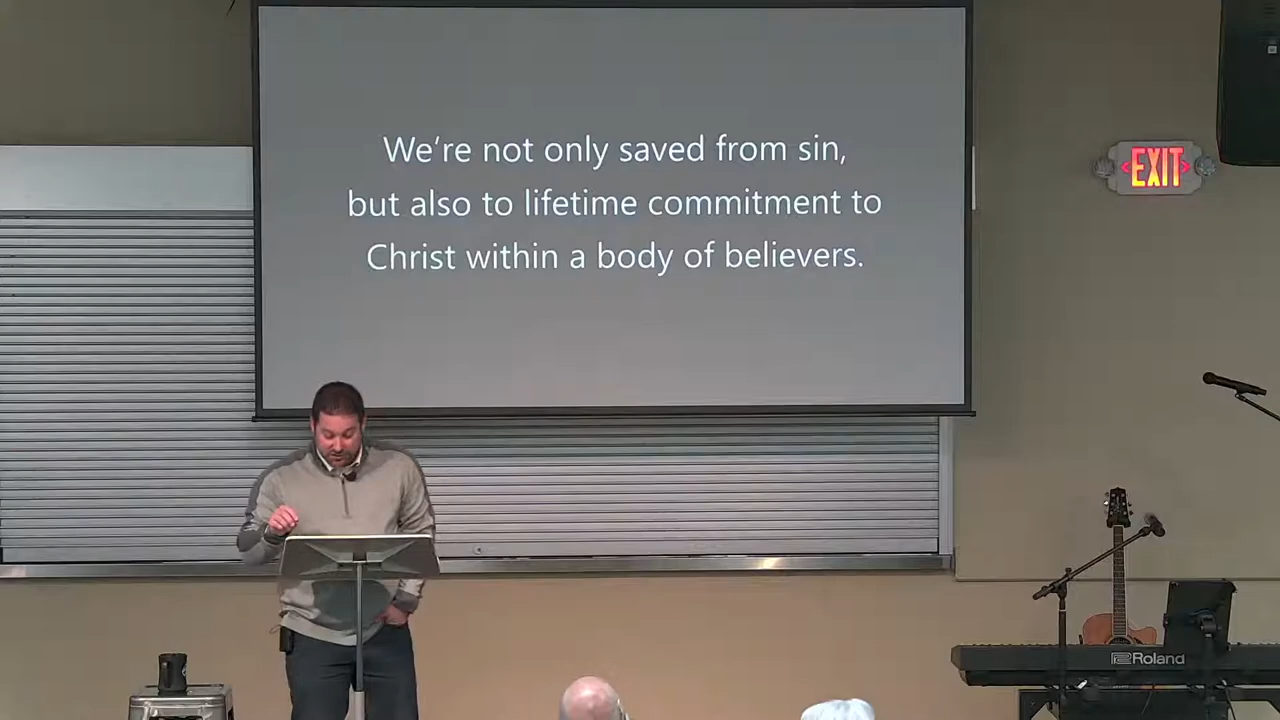 We're not only saved from sin,
but also to lifetime commitment to
Christ within a body of believers.
EXIT
Roland